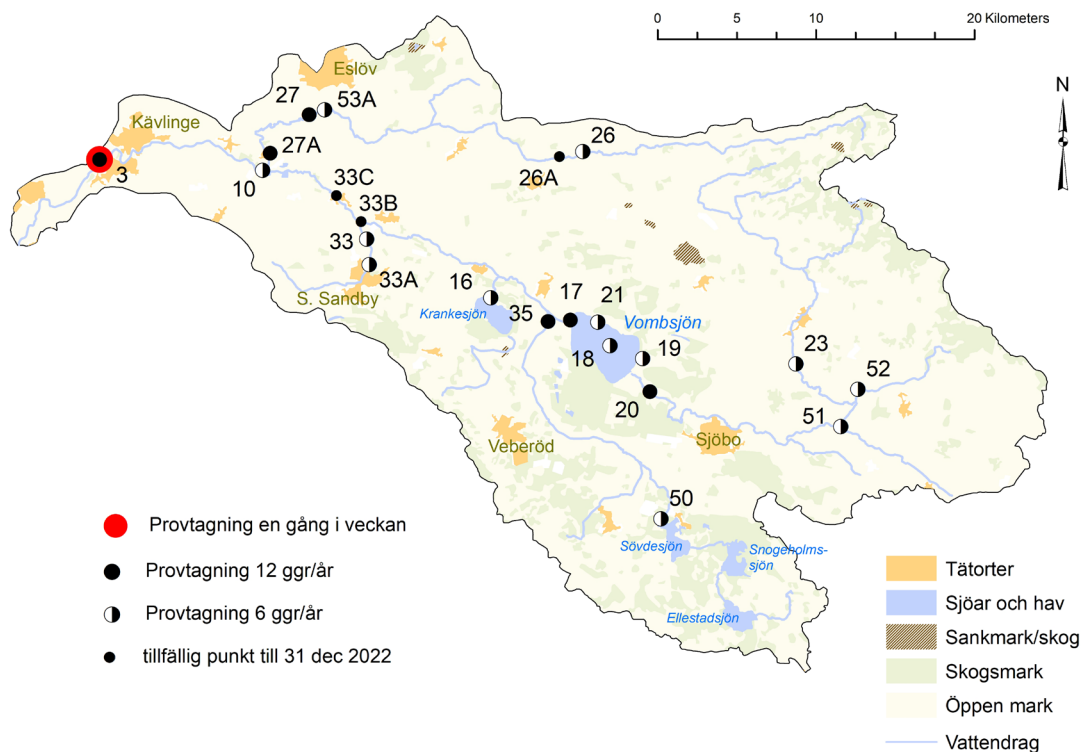 0 5 10 20 Kilometers
Eslöv
N
27
53A
Kävlinge
27A
26
3
10
26A
33C
33B
33
33A
16
S. Sandby
Krankesjön
35
17
21
Vombsjön
18
19
23
52
20
51
Sjöbo
Veberöd
50
Sövdesjön
Snogeholms-
sjön
Ellestadsjön
Provtagning en gång i veckan
Provtagning 12 ggr/år
Provtagning 6 ggr/år
tillfällig punkt till 31 dec 2022
Tätorter
Sjöar och hav
Sankmark/skog
Skogsmark
Öppen mark
Vattendrag